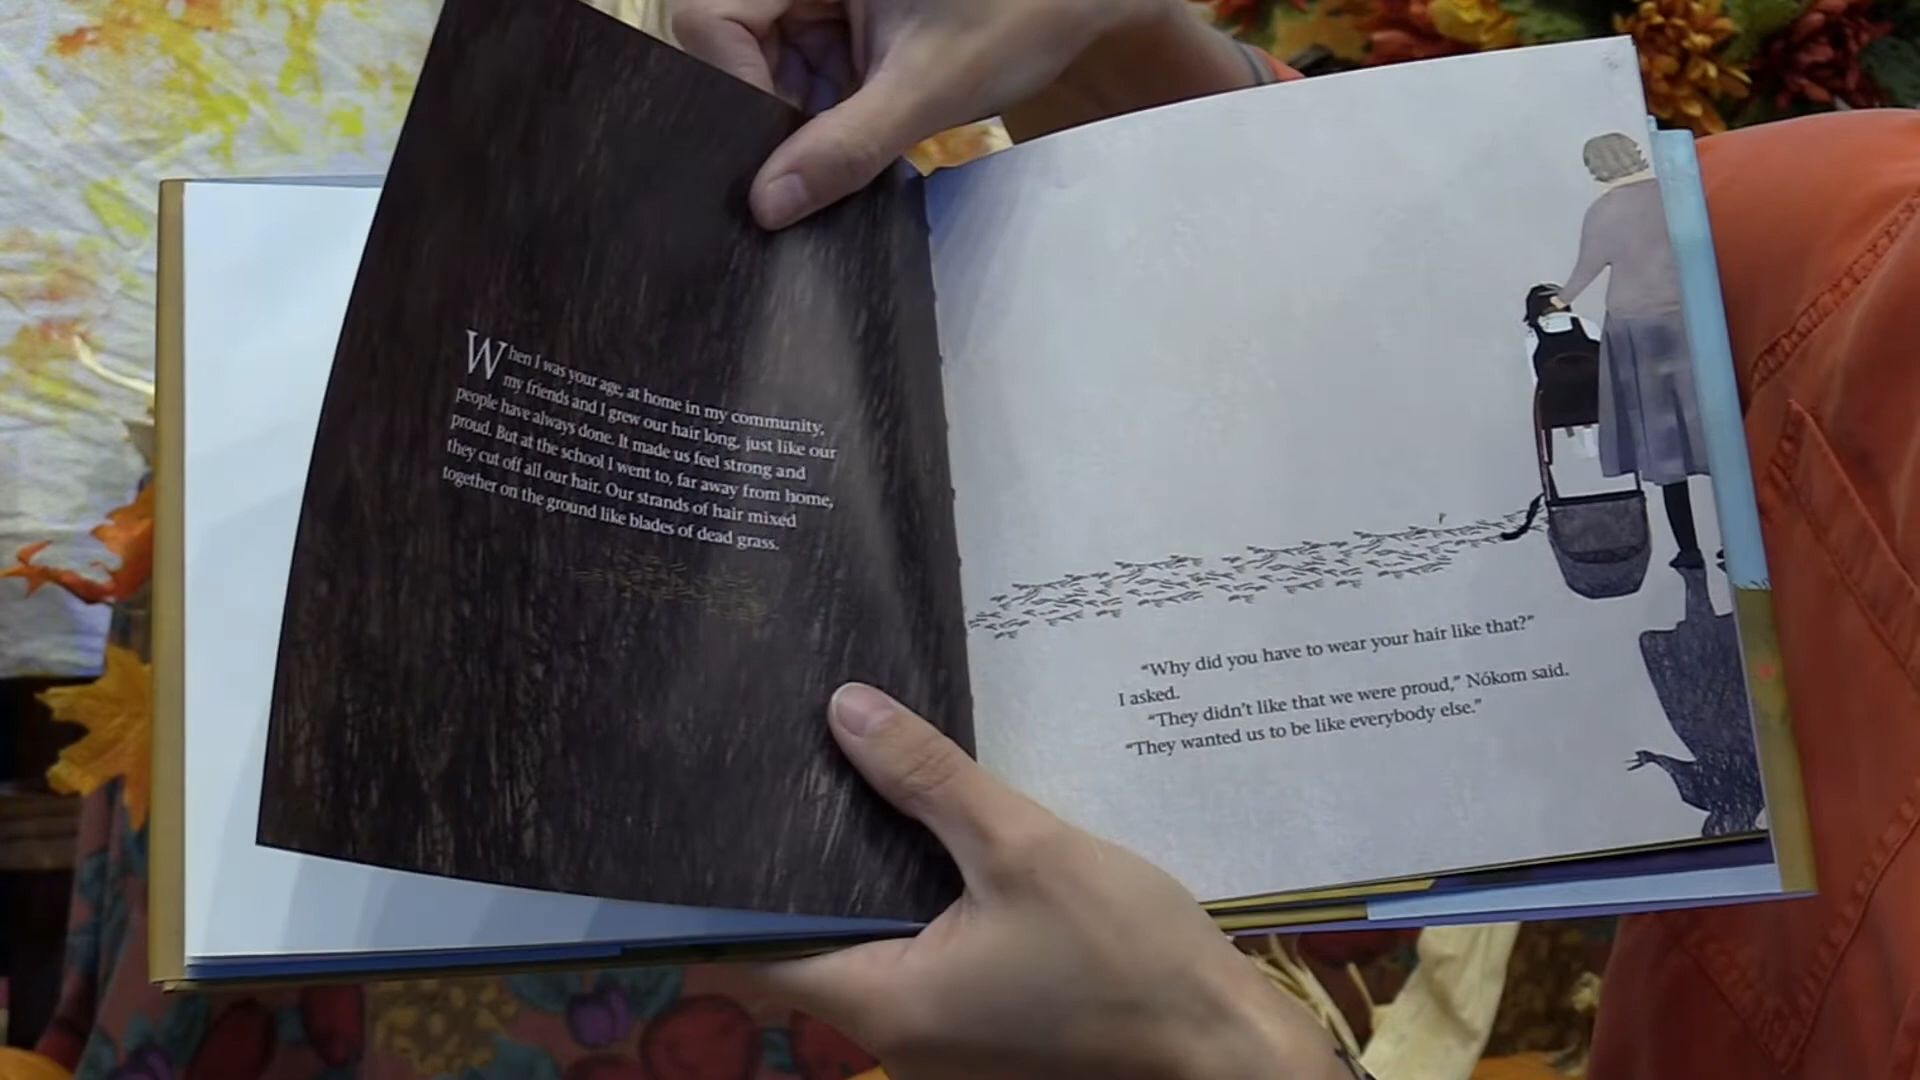 When I was your age, at home in my community,
my friends and I grew our hair long, just like our
people have always done. It made us feel strong and
proud. But at the school I went to, far away from home,
they cut off all our hair. Our strands of hair mixed
together on the ground like blades of dead grass.
“Why did you have to wear your hair like that?”
I asked.
“They didn’t like that we were proud,” Nókom said.
“They wanted us to be like everybody else.”